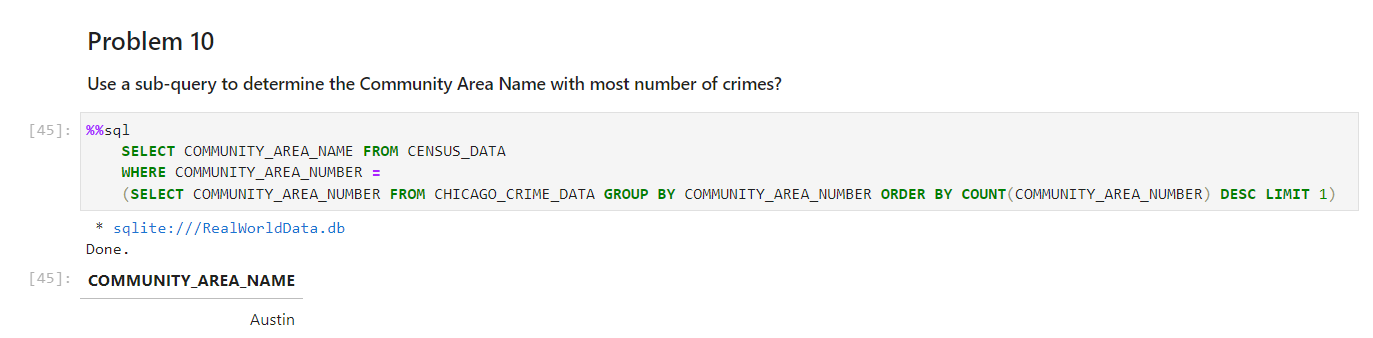 Problem 10
Use a sub-query to determine the Community Area Name with most number of crimes?
[45]: %%sql
SELECT COMMUNITY_AREA_NAME FROM CENSUS_DATA
WHERE COMMUNITY_AREA_NUMBER =
(SELECT COMMUNITY_AREA_NUMBER FROM CHICAGO_CRIME_DATA GROUP BY COMMUNITY_AREA_NUMBER ORDER BY COUNT(COMMUNITY_AREA_NUMBER) DESC LIMIT 1)
* sqlite:///RealWorldData.db
Done.
[45]: COMMUNITY_AREA_NAME
Austin